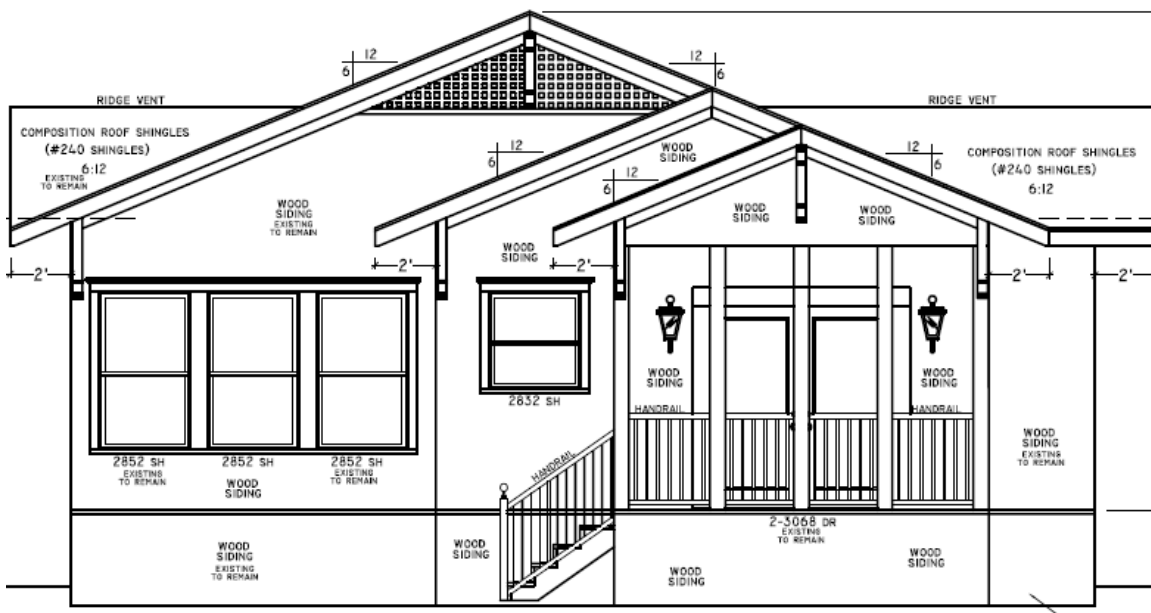 12
6
12
6
RIDGE VENT
RIDGE VENT
COMPOSITION ROOF SHINGLES
(#240 SHINGLES)
6:12
EXISTING
TO REMAIN
12
6
WOOD
SIDING
12
6
COMPOSITION ROOF SHINGLES
(#240 SHINGLES)
6:12
12
6
WOOD
SIDING
EXISTING
TO REMAIN
WOOD
SIDING
WOOD
SIDING
WOOD
SIDING
2'
2'
2'
2'
2'
WOOD
SIDING
WOOD
SIDING
2832 SH
HANDRAIL
HANDRAIL
2852 SH
EXISTING
TO REMAIN
2852 SH
2852 SH
EXISTING
TO REMAIN
WOOD
SIDING
HANDRAIL
WOOD
SIDING
EXISTING
TO REMAIN
2-3068 DR
EXISTING
TO REMAIN
WOOD
SIDING
EXISTING
TO REMAIN
WOOD
SIDING
WOOD
SIDING
WOOD
SIDING